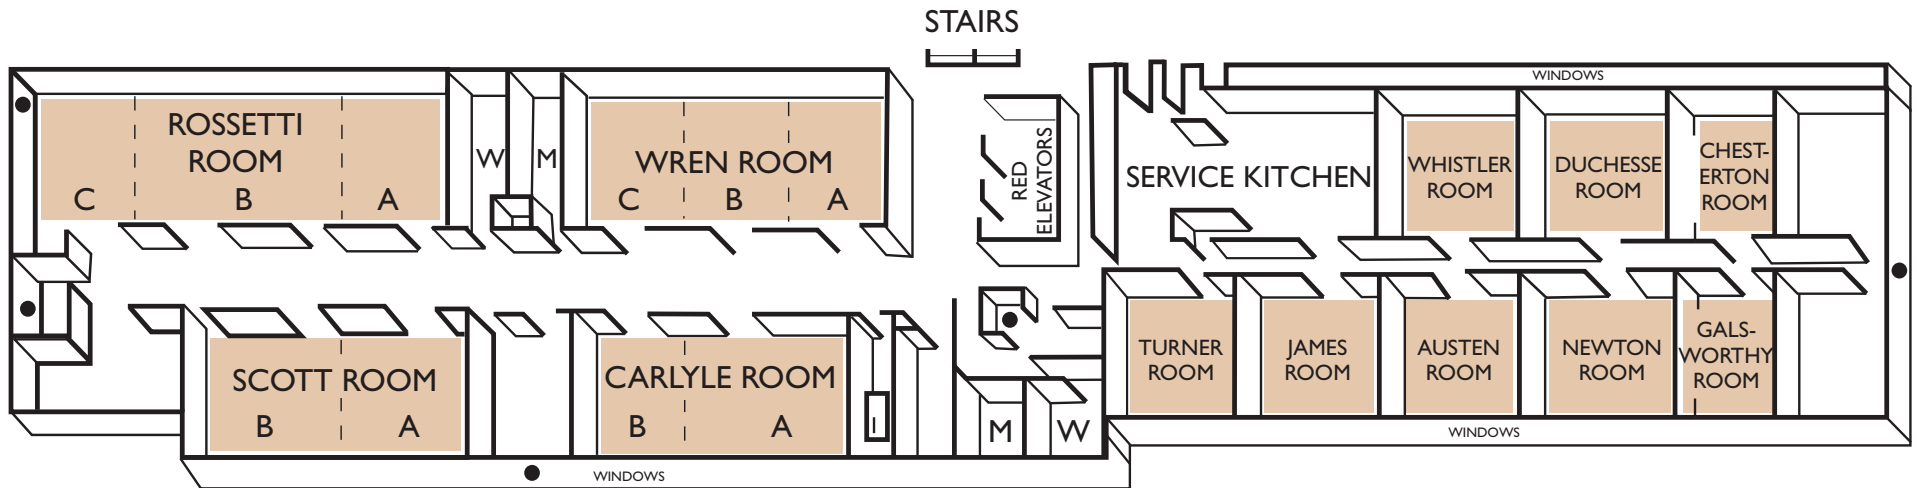 STAIRS
WINDOWS
ROSSETTI
ROOM
C
B
A
W
M
WREN ROOM
C
B
A
RED
ELEVATORS
SERVICE KITCHEN
WHISTLER
ROOM
DUCHESSE
ROOM
CHEST-
ERTON
ROOM
SCOTT ROOM
B
A
CARLYLE ROOM
B
A
M
W
TURNER
ROOM
JAMES
ROOM
AUSTEN
ROOM
NEWTON
ROOM
GALS-
WORTHY
ROOM
WINDOWS
WINDOWS